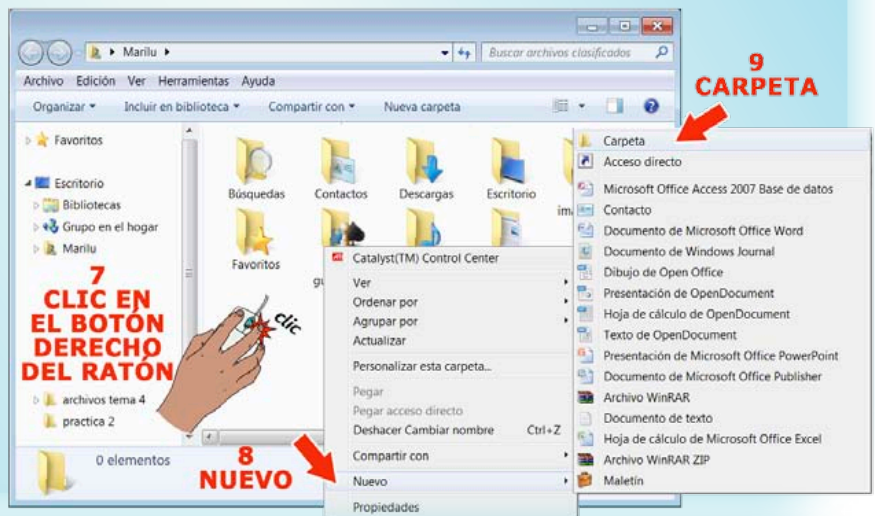 Marilu
Buscar archivos clasificados
Archivo Edición Ver Herramientas Ayuda
Organizar Incluir en biblioteca Compartir con Nueva carpeta
Favoritos
Escritorio
Bibliotecas
Grupo en el hogar
Marilu
7
CLIC EN
EL BOTÓN
DERECHO
DEL RATÓN
archivos tema 4
practica 2
0 elementos
Búsquedas Contactos Descargas Escritorio
Favoritos
clic
8
NUEVO
Catalyst(TM) Control Center
Ver
Ordenar por
Agrupar por
Actualizar
Personalizar esta carpeta...
Pegar
Pegar acceso directo
Deshacer Cambiar nombre Ctrl+Z
Compartir con
Nuevo
Propiedades
9
CARPETA
Carpeta
Acceso directo
Microsoft Office Access 2007 Base de datos
Contacto
Documento de Microsoft Office Word
Documento de Windows Journal
Dibujo de Open Office
Presentación de OpenDocument
Hoja de cálculo de OpenDocument
Texto de OpenDocument
Presentación de Microsoft Office PowerPoint
Documento de Microsoft Office Publisher
Archivo WinRAR
Documento de texto
Hoja de cálculo de Microsoft Office Excel
Archivo WinRAR ZIP
Maletín